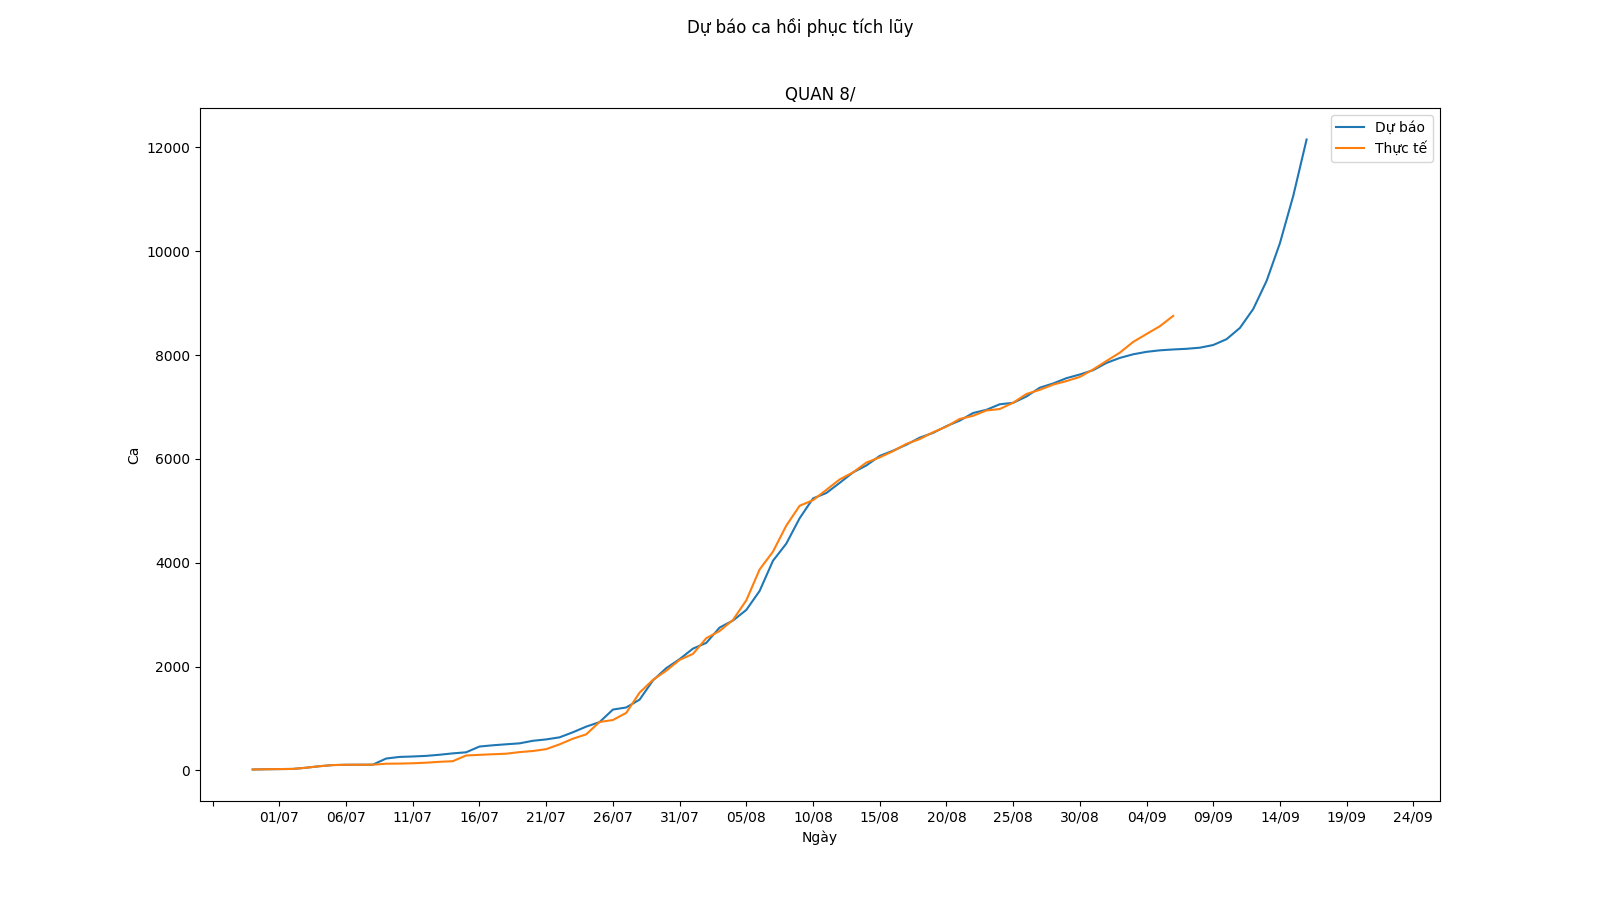 Dự báo ca hồi phục tích lũy
QUAN 8/
Dự báo
Thực tế
12000
10000
8000
6000
4000
2000
0
Ca
01/07 06/07 11/07 16/07 21/07 26/07 31/07 05/08 10/08 15/08 20/08 25/08 30/08 04/09 09/09 14/09 19/09 24/09
Ngày